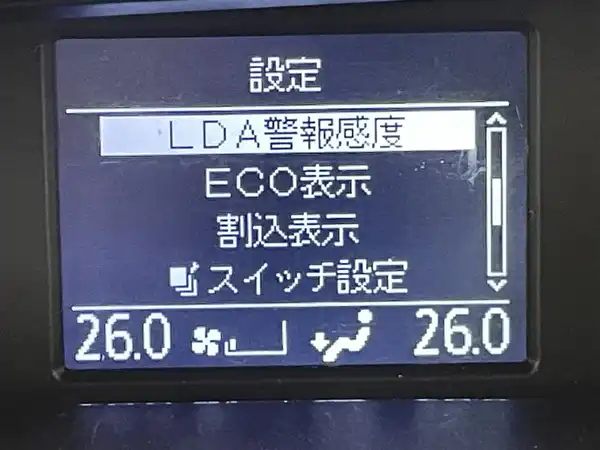 設定
ＬＤＡ警報感度
ＥＣＯ表示
割込表示
スイッチ設定
26.0 26.0